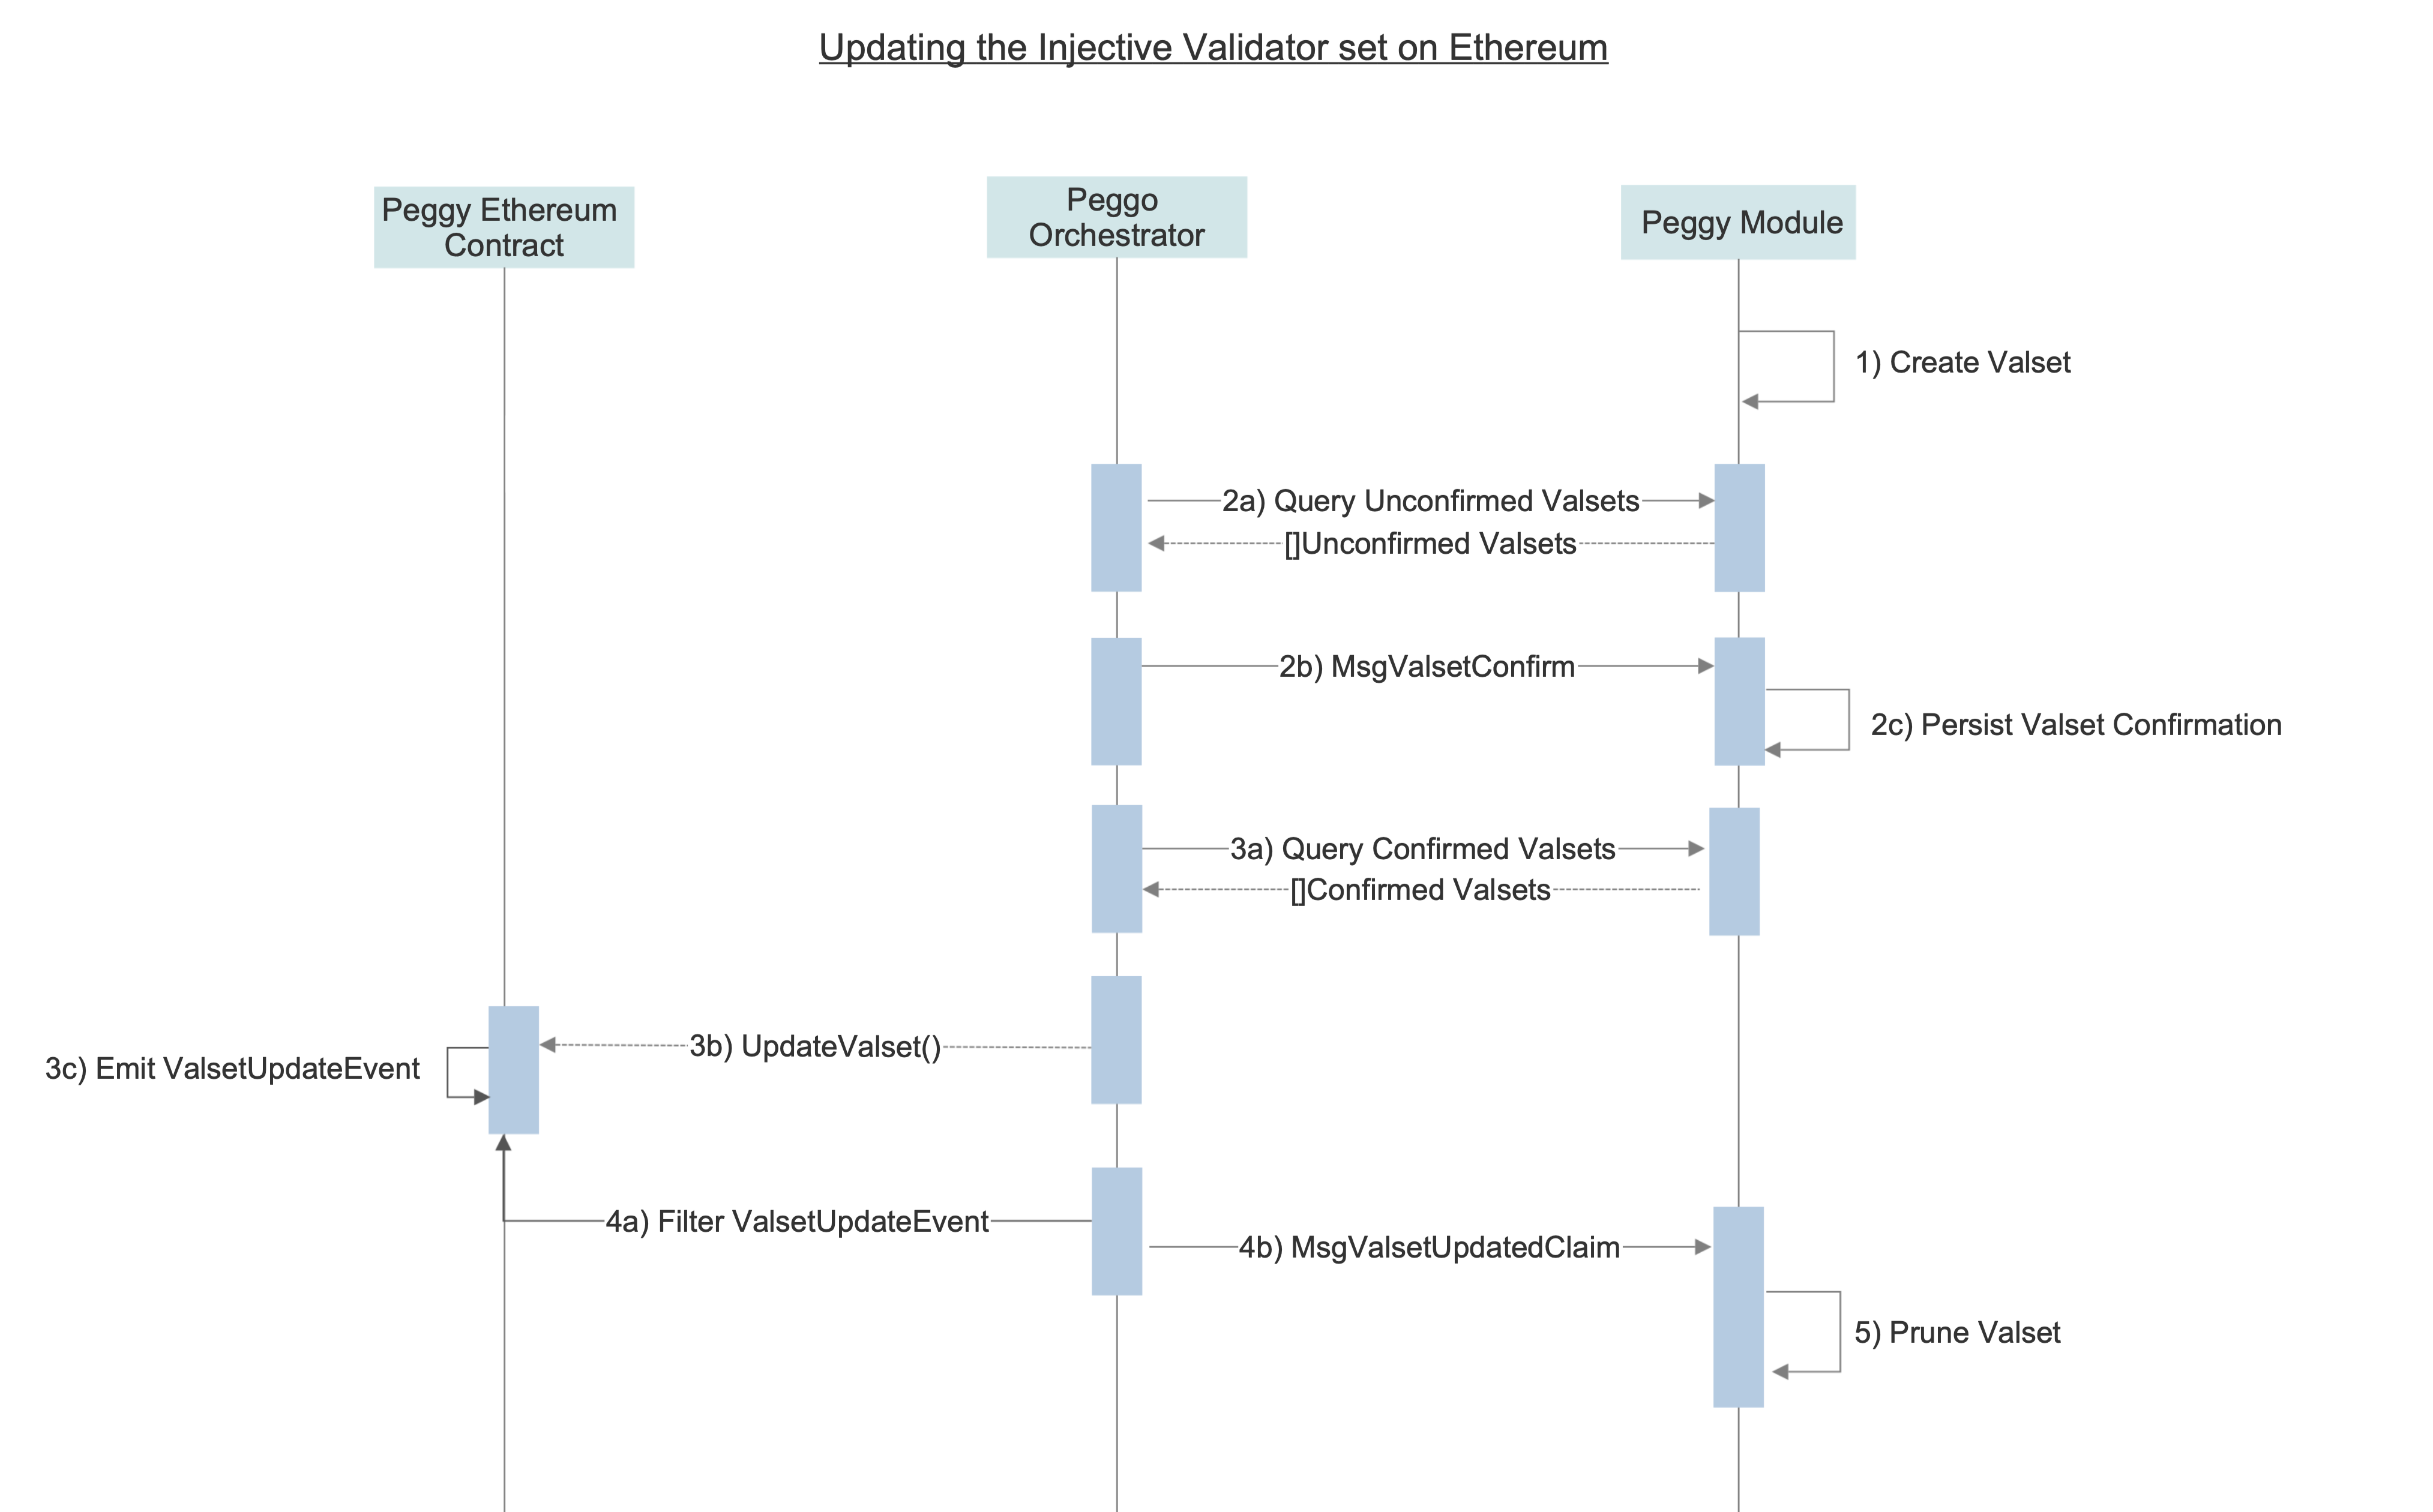 Updating the Injective Validator set on Ethereum
Peggy Ethereum
Contract
Peggo
Orchestrator
Peggy Module
1) Create Valset
2a) Query Unconfirmed Valsets
[]Unconfirmed Valsets
2b) MsgValsetConfirm
2c) Persist Valset Confirmation
3a) Query Confirmed Valsets
[]Confirmed Valsets
3b) UpdateValset()
3c) Emit ValsetUpdateEvent
4a) Filter ValsetUpdateEvent
4b) MsgValsetUpdatedClaim
5) Prune Valset